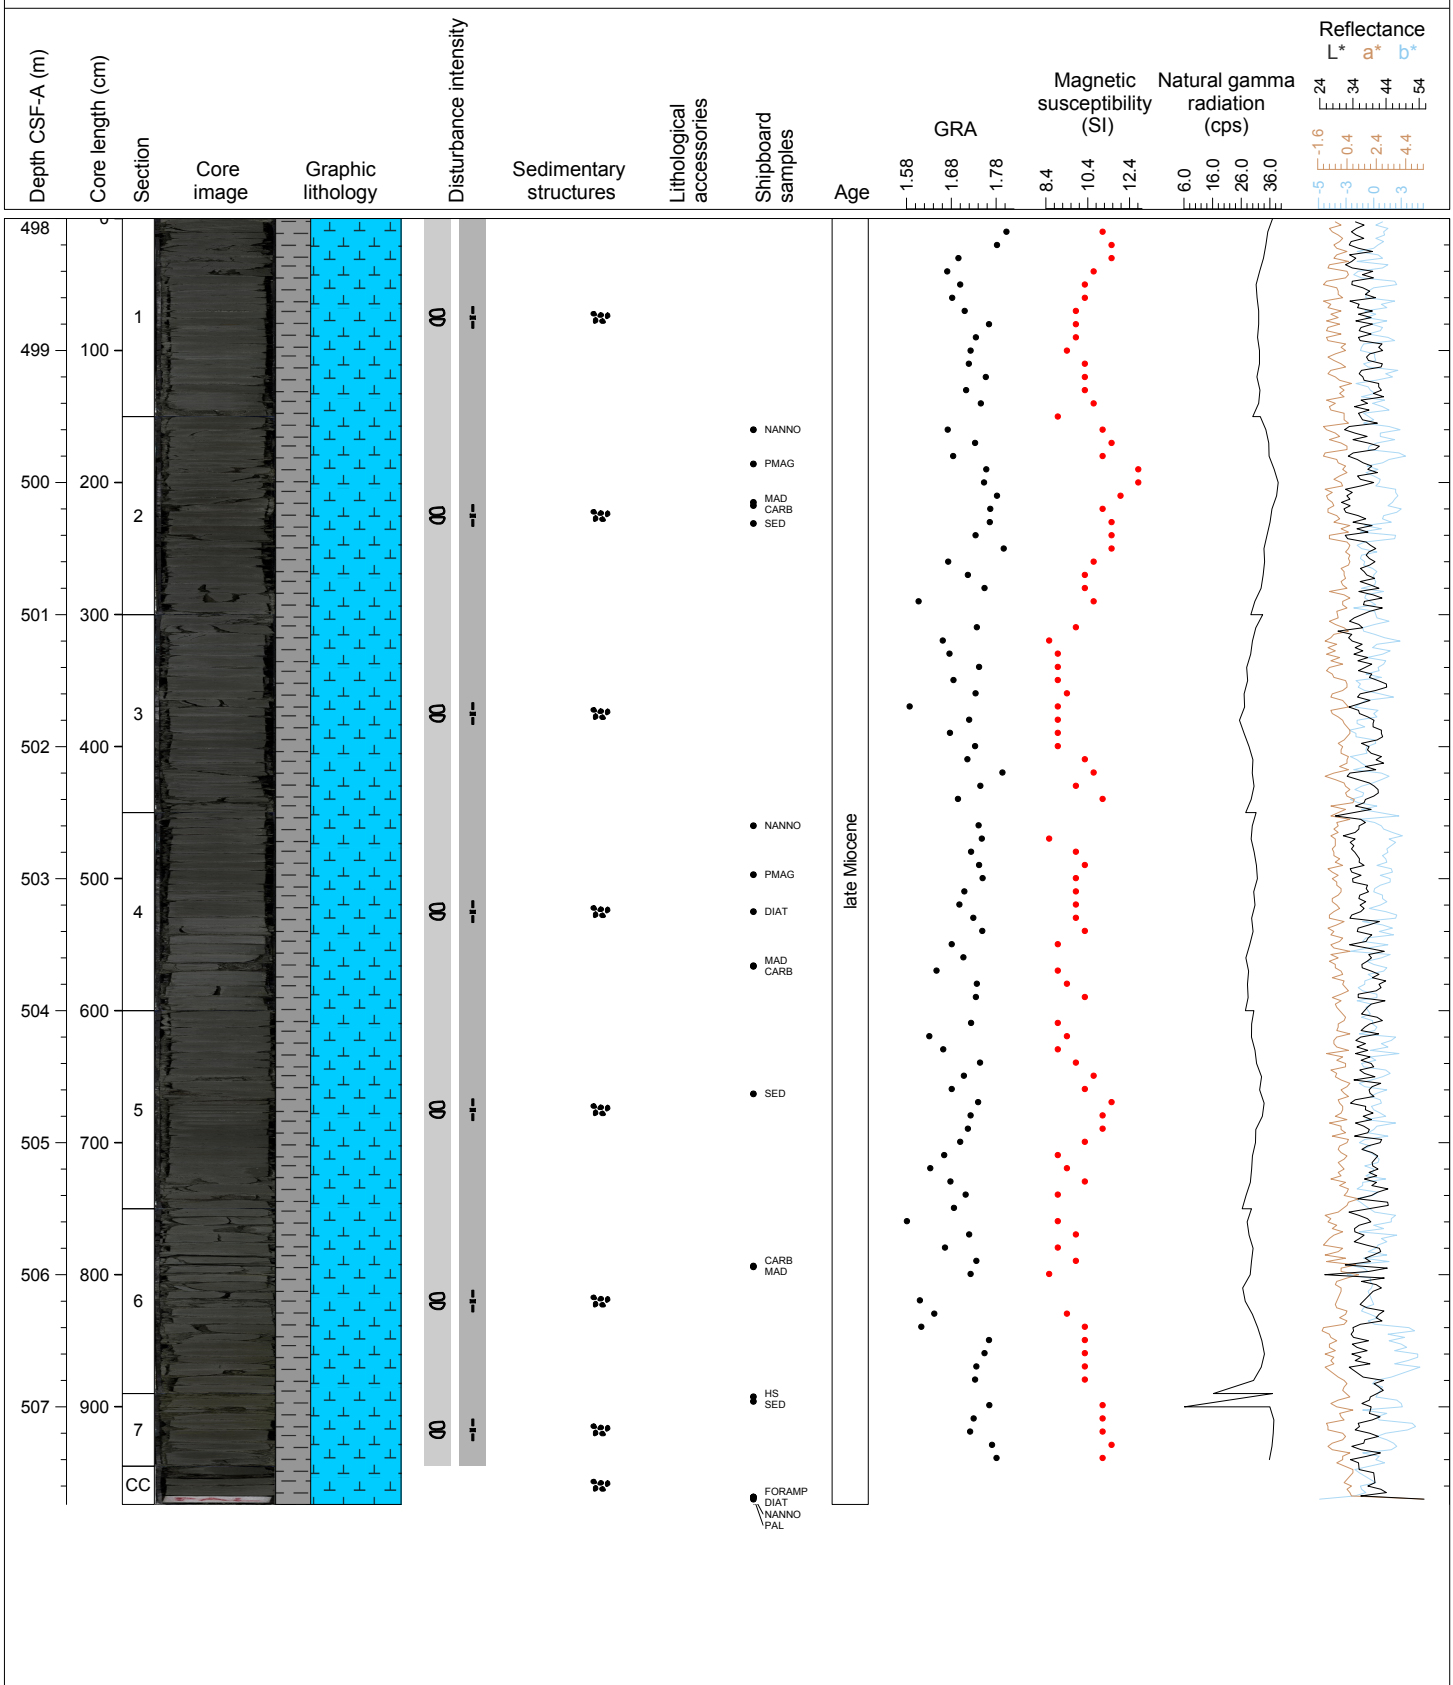 Depth CSF-A (m)
Core length (cm)
Section
Core
image
Graphic
lithology
Disturbance intensity
Sedimentary
structures
Lithological
accessories
Shipboard
samples
Age
GRA
1.58
1.68
1.78
Magnetic
susceptibility
(SI)
8.4
10.4
12.4
Natural gamma
radiation
(cps)
6.0
16.0
26.0
36.0
Reflectance
L* a* b*
24
34
44
54
-1.6
0.4
2.4
4.4
-5
-3
0
3
498
499
500
501
502
503
504
505
506
507
0
100
200
300
400
500
600
700
800
900
1
2
3
4
5
6
7
CC
NANNO
PMAG
MAD
CARB
SED
NANNO
PMAG
DIAT
MAD
CARB
SED
CARB
MAD
HS
SED
FORAMP
DIAT
NANNO
PAL
late Miocene